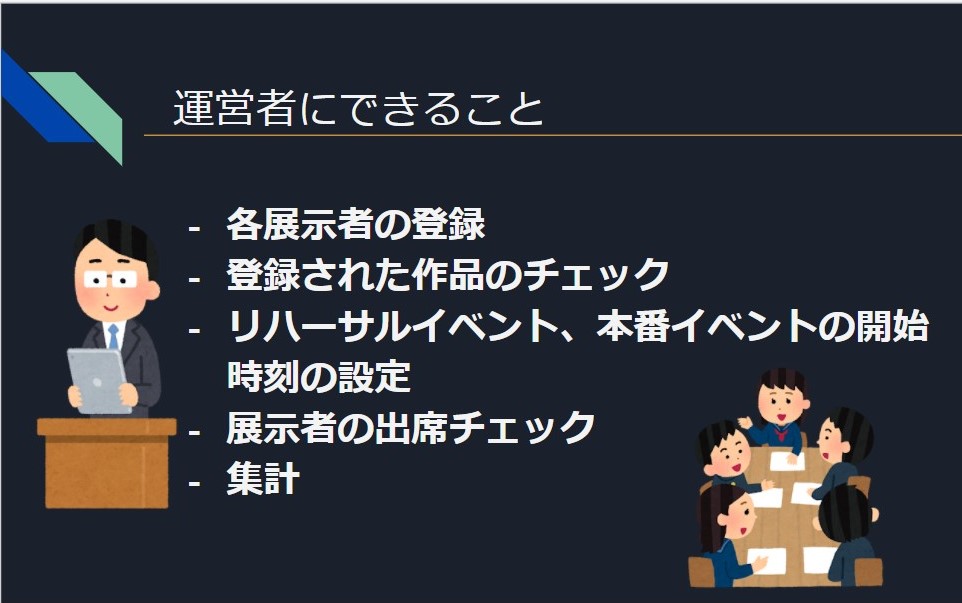 運営者にできること
- 各展示者の登録
- 登録された作品のチェック
- リハーサルイベント、本番イベントの開始
時刻の設定
- 展示者の出席チェック
- 集計